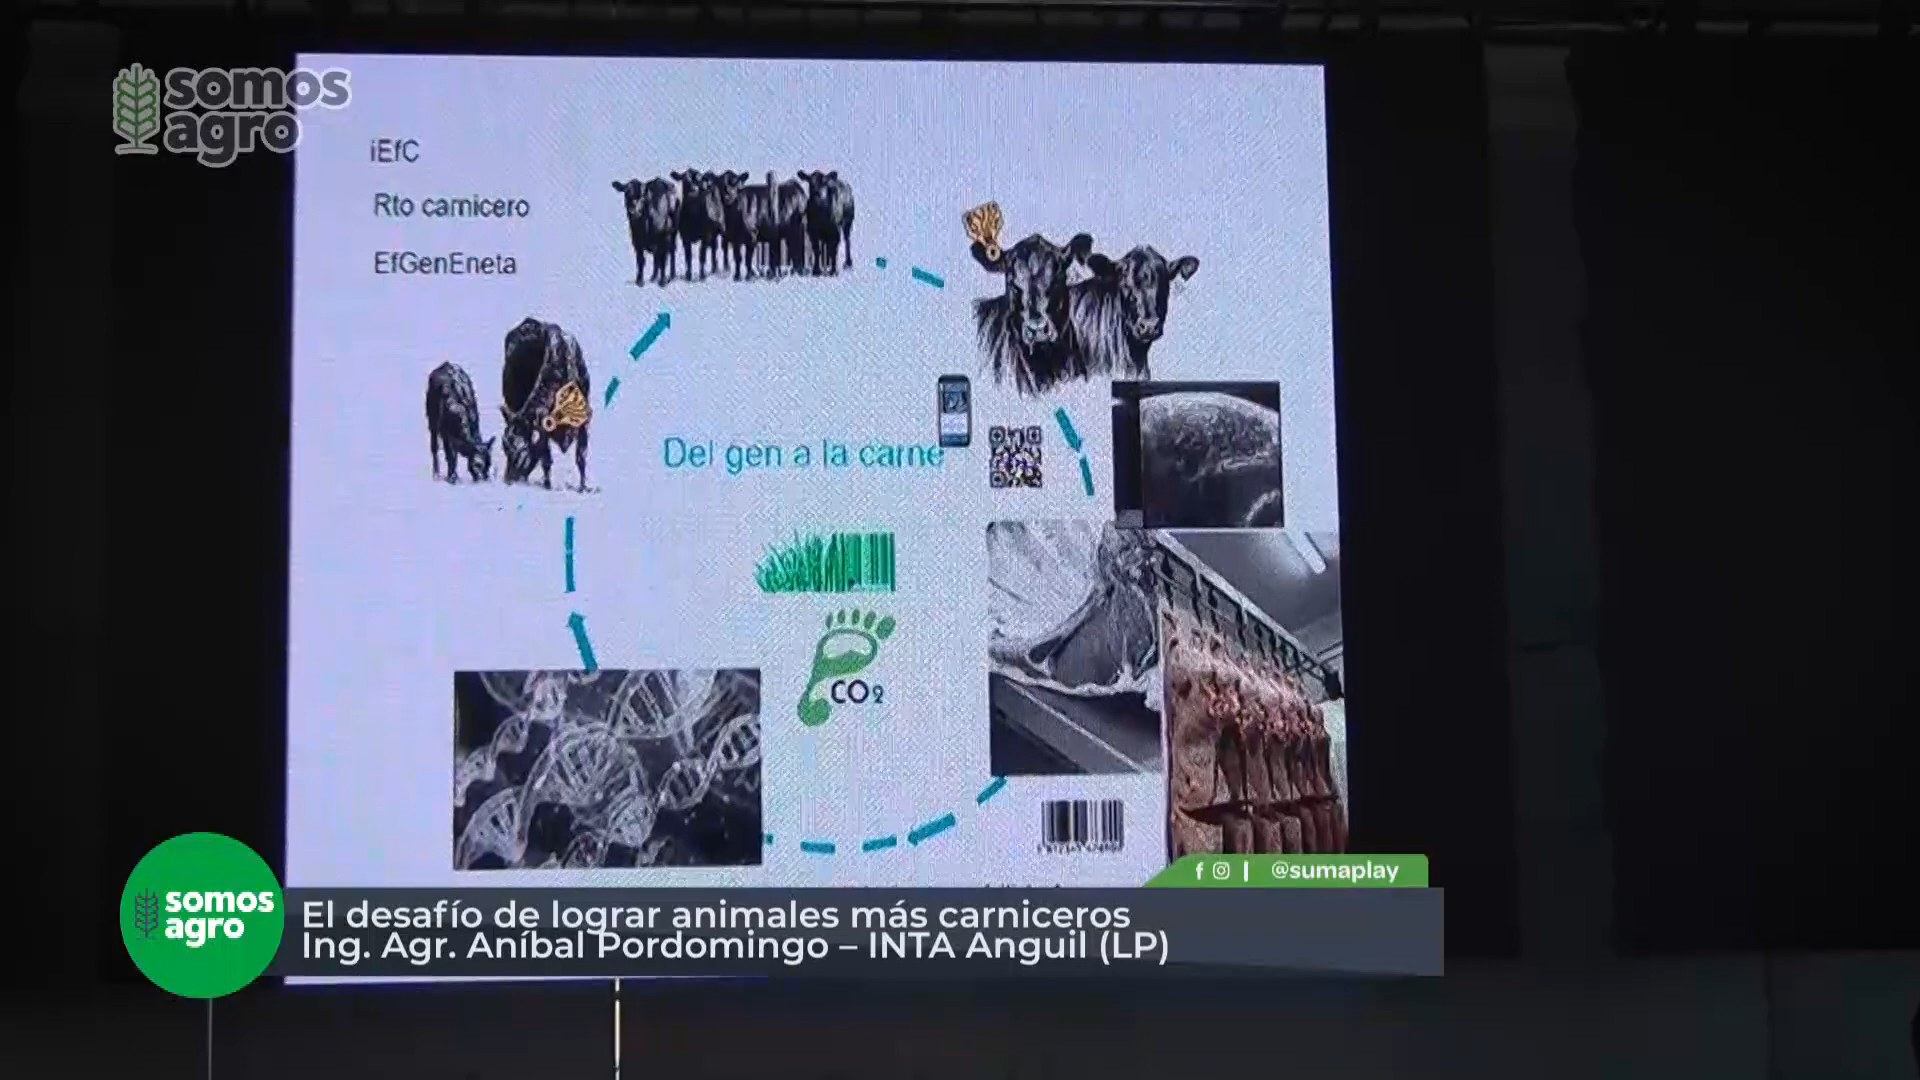 somos
agro
iEfC
Rto carnicero
EfGenEneta
Del gen a la carne
CO2
@sumaplay
somos
agro
El desafío de lograr animales más carniceros
Ing. Agr. Aníbal Pordomingo – INTA Anguil (LP)